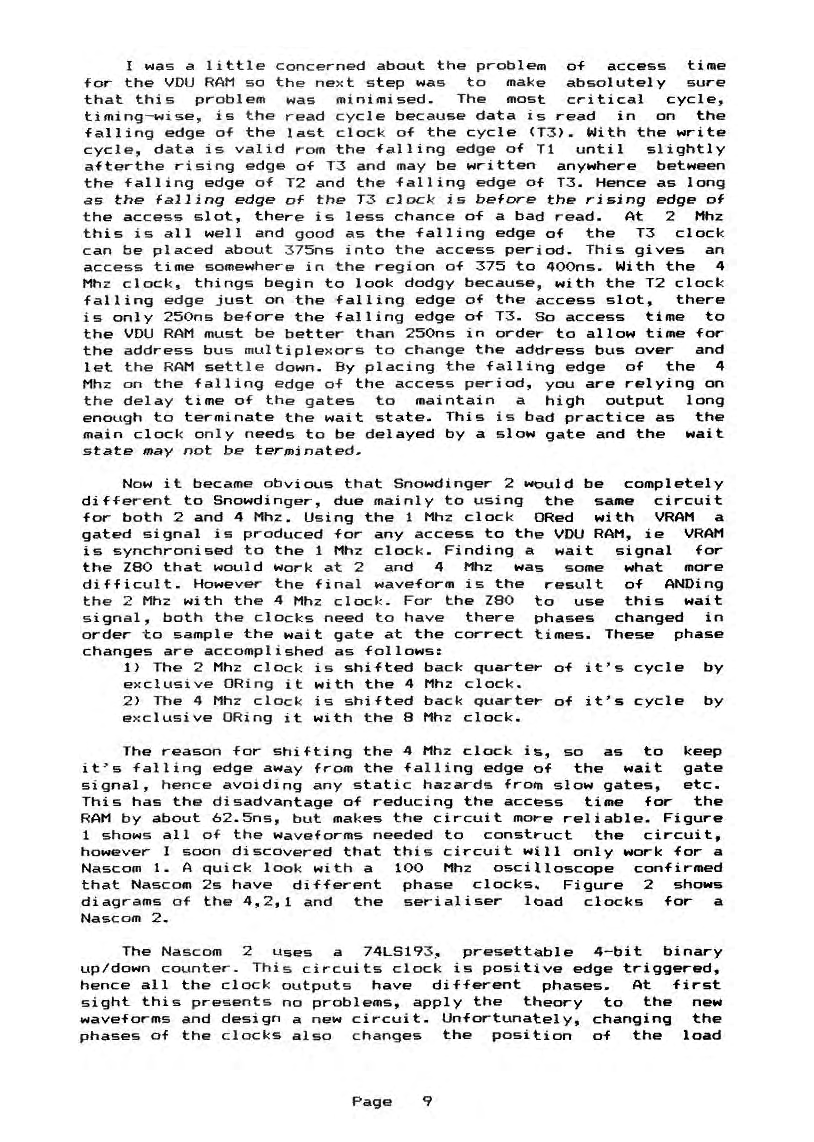 I was a little concerned about the problem of access time
for the VDU RAM so the next step was to make absolutely sure
that this problem was minimised. The most critical cycle,
timing-wise, is the read cycle because data is read in on the
falling edge of the last clock of the cycle (T3). With the write
cycle, data is valid rom the falling edge of T1 until slightly
afterthe rising edge of T3 and may be written anywhere between
the falling edge of T2 and the falling edge of T3. Hence as long
as the falling edge of the T3 clock is before the rising edge of
the access slot, there is less chance of a bad read. At 2 Mhz
this is all well and good as the falling edge of the T3 clock
can be placed about 375ns into the access period. This gives an
access time somewhere in the region of 375 to 400ns. With the 4
Mhz clock, things begin to look dodgy because, with the T2 clock
falling edge just on the falling edge of the access slot, there
is only 250ns before the falling edge of T3. So access time to
the VDU RAM must be better than 250ns in order to allow time for
the address bus multiplexors to change the address bus over and
let the RAM settle down. By placing the falling edge of the 4
Mhz on the falling edge of the access period, you are relying on
the delay time of the gates to maintain a high output long
enough to terminate the wait state. This is bad practice as the
main clock only needs to be delayed by a slow gate and the wait
state may not be terminated.
Now it became obvious that Snowdinger 2 would be completely
different to Snowdinger, due mainly to using the same circuit
for both 2 and 4 Mhz. Using the 1 Mhz clock ORed with VRAM a
gated signal is produced for any access to the VDU RAM, ie VRAM
is synchronised to the 1 Mhz clock. Finding a wait signal for
the Z80 that would work at 2 and 4 Mhz was some what more
difficult. However the final waveform is the result of ANDing
the 2 Mhz with the 4 Mhz clock. For the Z80 to use this wait
signal, both the clocks need to have there phases changed in
order to sample the wait gate at the correct times. These phase
changes are accomplished as follows:
1) The 2 Mhz clock is shifted back quarter of it's cycle by
exclusive ORing it with the 4 Mhz clock.
2) The 4 Mhz clock is shifted back quarter of it's cycle by
exclusive ORing it with the 8 Mhz clock.
The reason for shifting the 4 Mhz clock is, so as to keep
it's falling edge away from the falling edge of the wait gate
signal, hence avoiding any static hazards from slow gates, etc.
This has the disadvantage of reducing the access time for the
RAM by about 62.5ns, but makes the circuit more reliable. Figure
1 shows all of the waveforms needed to construct the circuit,
however I soon discovered that this circuit will only work for a
Nascom 1. A quick look with a 100 Mhz oscilloscope confirmed
that Nascom 2s have different phase clocks. Figure 2 shows
diagrams of the 4,2,1 and the serialiser load clocks for a
Nascom 2.
The Nascom 2 uses a 74LS193, presettable 4-bit binary
up/down counter. This circuits clock is positive edge triggered,
hence all the clock outputs have different phases. At first
sight this presents no problems, apply the theory to the new
waveforms and design a new circuit. Unfortunately, changing the
phases of the clocks also changes the position of the load
Page 9